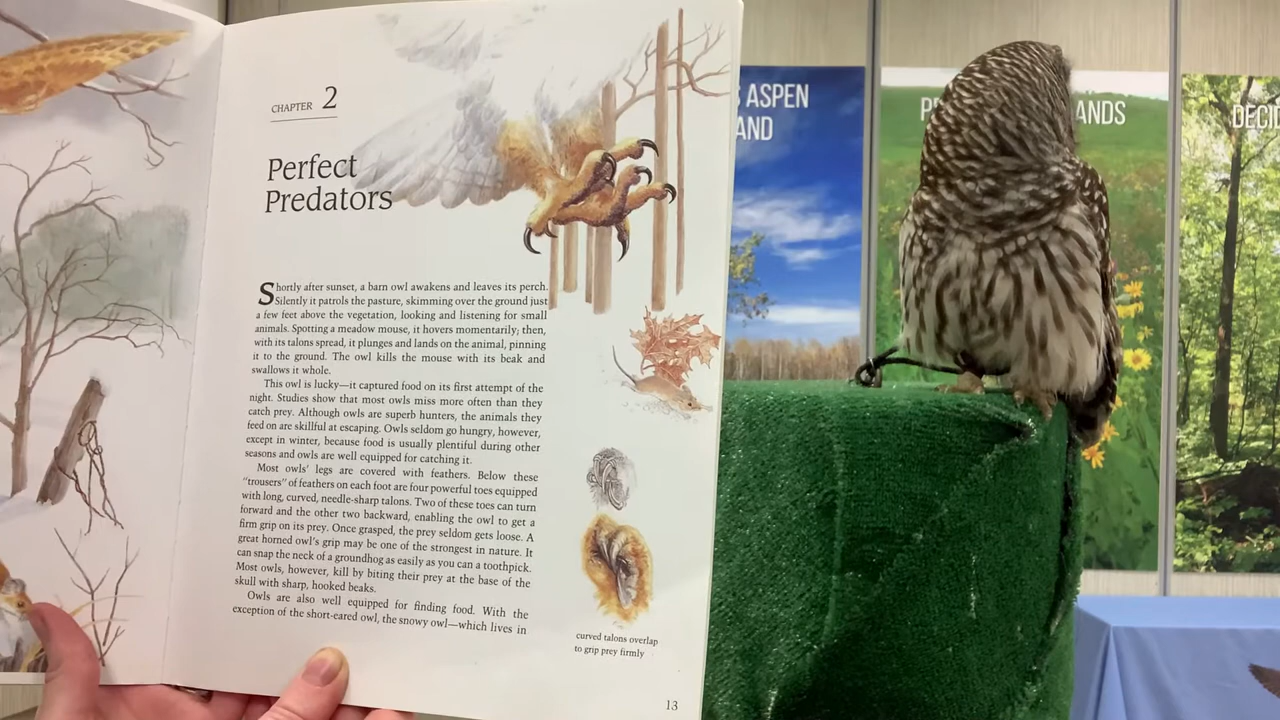 CHAPTER 2
Perfect
Predators
Shortly after sunset, a barn owl awakens and leaves its perch.
Silently it patrols the pasture, skimming over the ground just
a few feet above the vegetation, looking and listening for small
animals. Spotting a meadow mouse, it hovers momentarily; then,
with its talons spread, it plunges and lands on the animal, pinning
it to the ground. The owl kills the mouse with its beak and
swallows it whole.
This owl is lucky—it captured food on its first attempt of the
night. Studies show that most owls miss more often than they
catch prey. Although owls are superb hunters, the animals they
feed on are skillful at escaping. Owls seldom go hungry, however,
except in winter, because food is usually plentiful during other
seasons and owls are well equipped for catching it.
Most owls' legs are covered with feathers. Below these
"trousers" of feathers on each foot are four powerful toes equipped
with long, curved, needle-sharp talons. Two of these toes can turn
forward and the other two backward, enabling the owl to get a
firm grip on its prey. Once grasped, the prey seldom gets loose. A
great horned owl's grip may be one of the strongest in nature. It
can snap the neck of a groundhog as easily as you can a toothpick.
Most owls, however, kill by biting their prey at the base of the
skull with sharp, hooked beaks.
Owls are also well equipped for finding food. With the
exception of the short-eared owl, the snowy owl—which lives in
curved talons overlap
to grip prey firmly
13
ASPEN
AND
P
ANDS
DECI